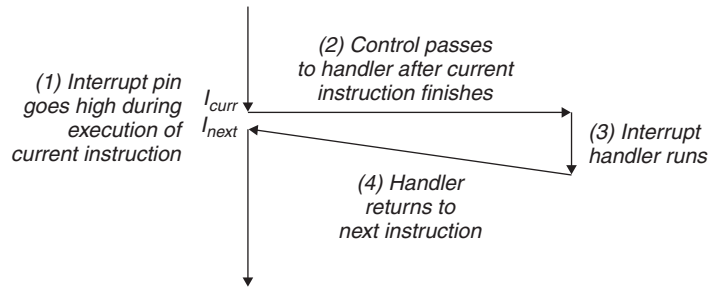 (1) Interrupt pin
goes high during
execution of
current instruction
I_curr
I_next
(2) Control passes
to handler after current
instruction finishes
(3) Interrupt
handler runs
(4) Handler
returns to
next instruction